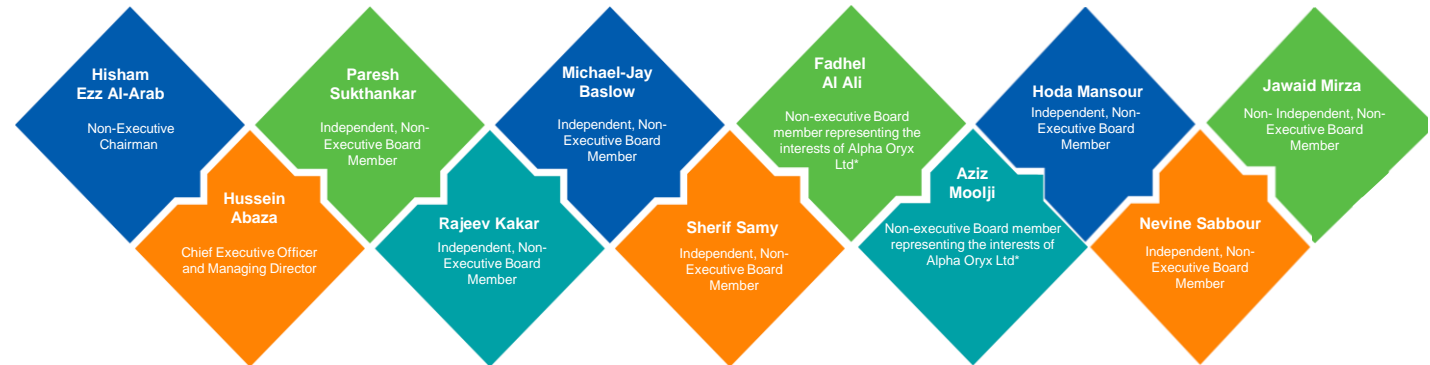 Hisham
Ezz Al-Arab
Non-Executive
Chairman
Hussein
Abaza
Chief Executive Officer
and Managing Director
Paresh
Sukthankar
Independent, Non-
Executive Board
Member
Rajeev Kakar
Independent, Non-
Executive Board
Member
Michael-Jay
Baslow
Independent, Non-
Executive Board
Member
Sherif Samy
Independent, Non-
Executive Board
Member
Fadhel
Al Ali
Non-executive Board
member representing the
interests of Alpha Oryx
Ltd*
Aziz
Moolji
Non-executive Board member
representing the interests of
Alpha Oryx Ltd*
Hoda Mansour
Independent, Non-
Executive Board
Member
Nevine Sabbour
Independent, Non-
Executive Board
Member
Jawaid Mirza
Non- Independent, Non-
Executive Board
Member